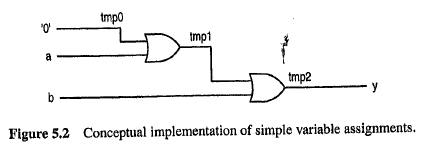 '0'
tmp0
a
tmp1
b
tmp2
y
Figure 5.2 Conceptual implementation of simple variable assignments.